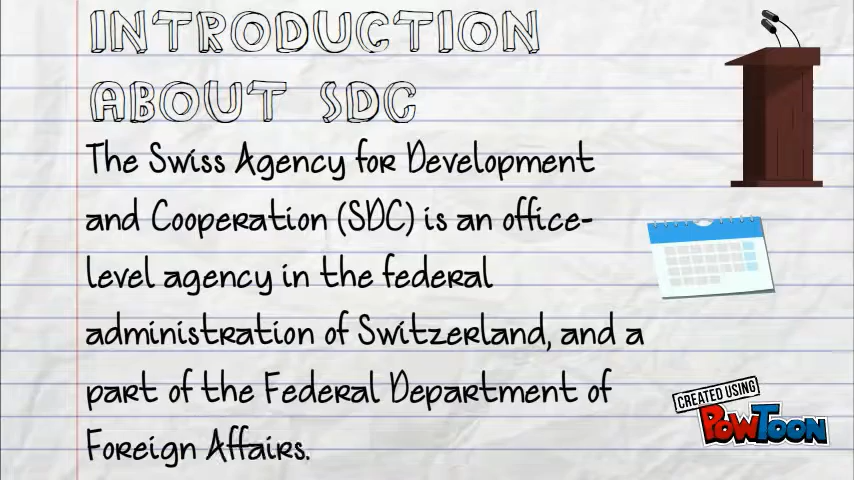 INTRODUCTION
ABOUT SDC
The Swiss Agency for Development
and Cooperation (SDC) is an office-
level agency in the federal
administration of Switzerland, and a
part of the Federal Department of
Foreign Affairs.
CREATED USING
POWTOON